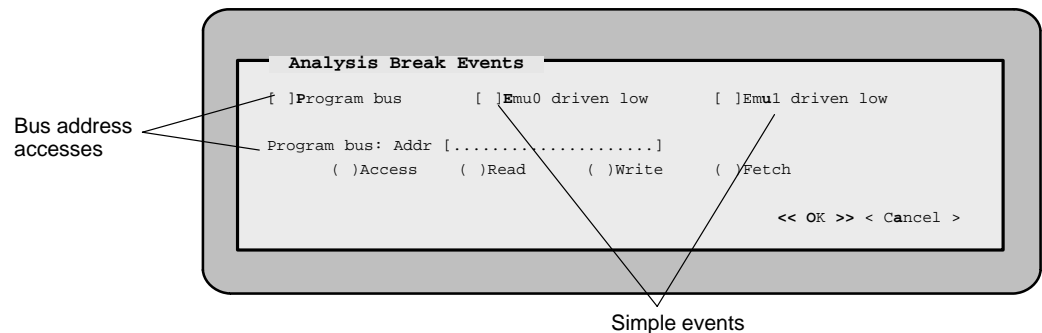 Analysis Break Events
[ ]Program bus [ ]Emu0 driven low [ ]Emu1 driven low
Bus address
accesses
Program bus: Addr [.....................]
( )Access ( )Read ( )Write ( )Fetch
<< OK >> < Cancel >
Simple events